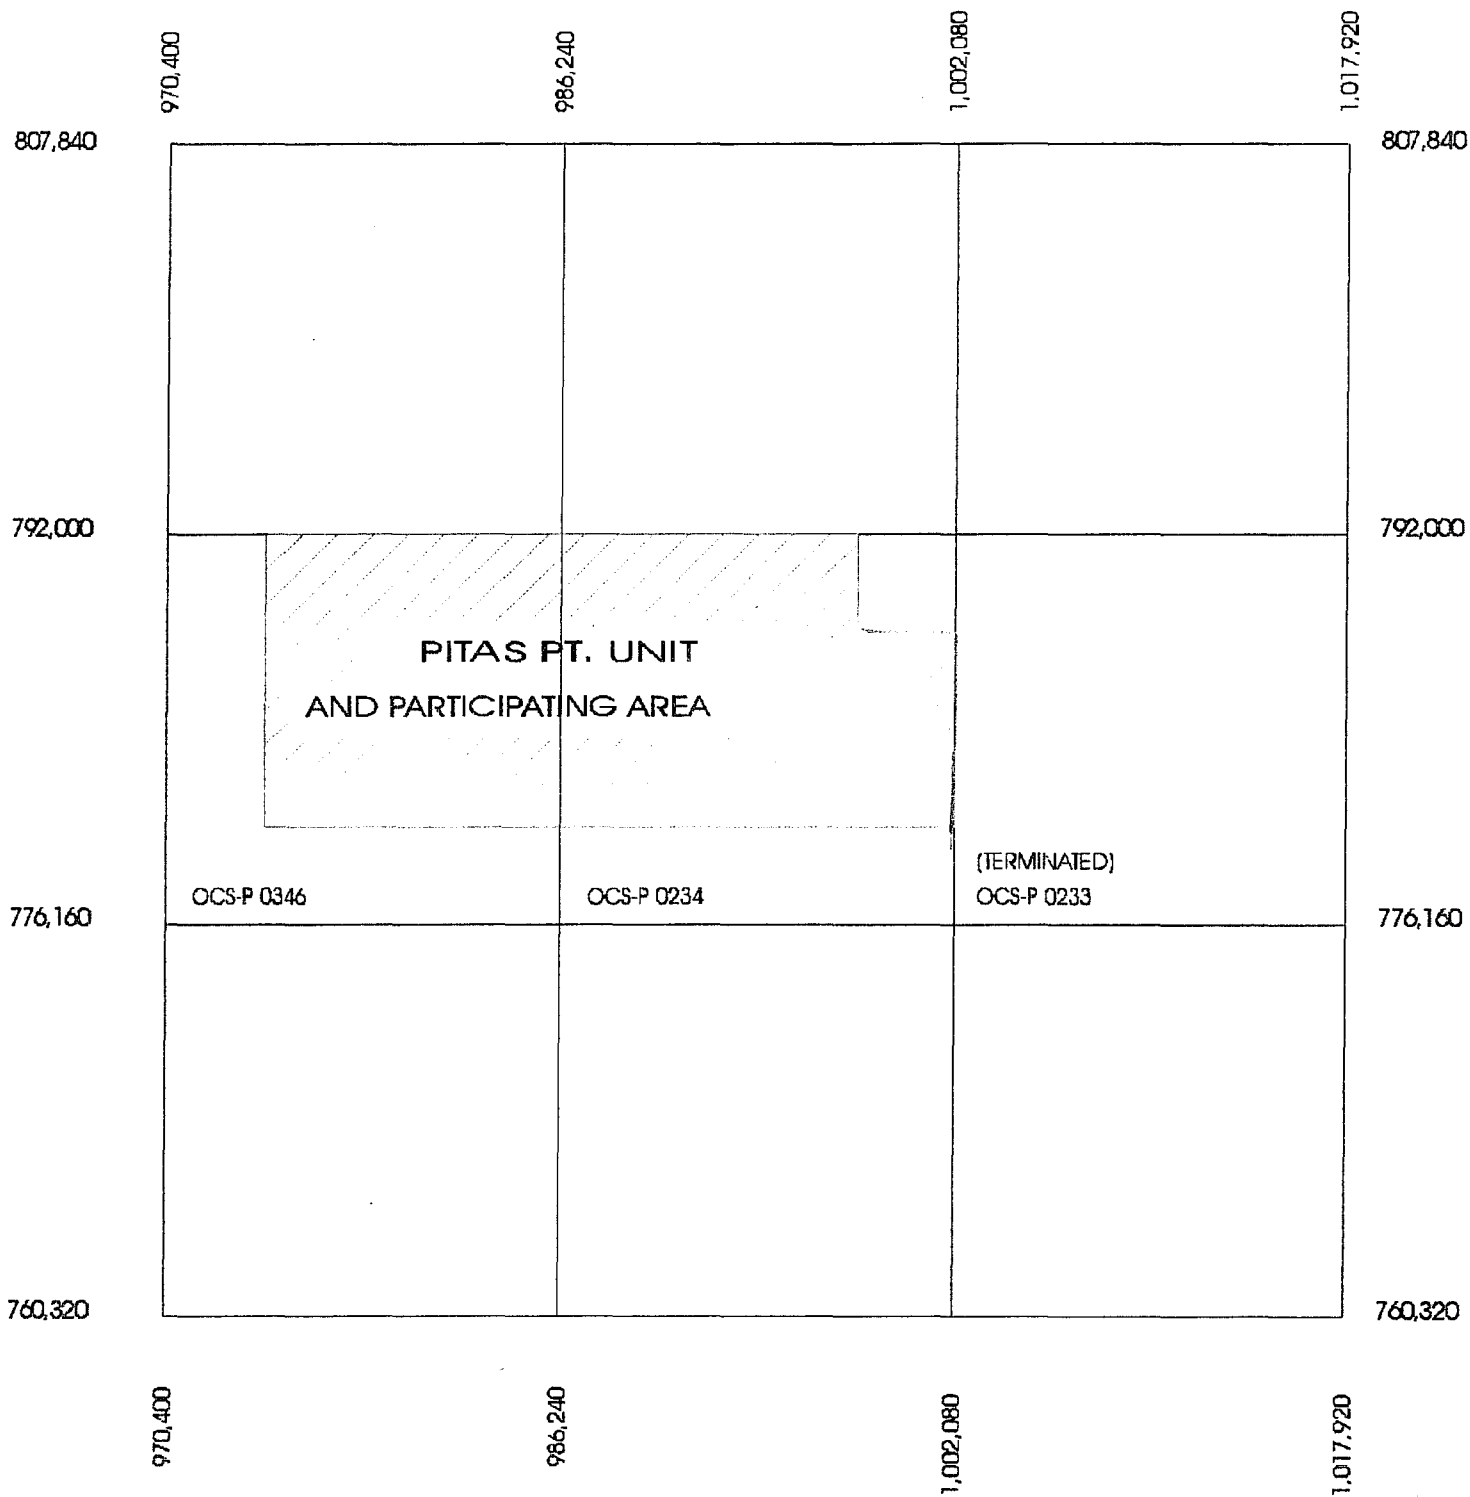 970,400
986,240
1,002,080
1,017,920
807,840
807,840
792,000
792,000
PITAS PT. UNIT
AND PARTICIPATING AREA
(TERMINATED)
OCS-P 0346
OCS-P 0234
OCS-P 0233
776,160
776,160
760,320
760,320
970,400
986,240
1,002,080
1,017,920